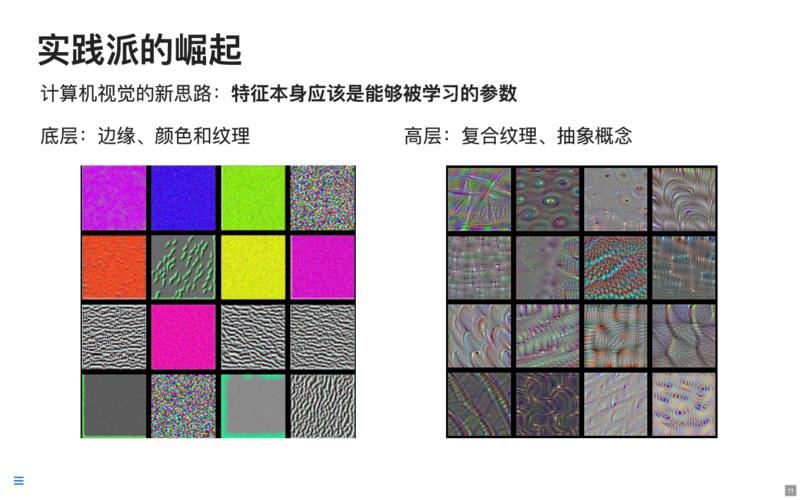 实践派的崛起
计算机视觉的新思路：特征本身应该是能够被学习的参数
底层：边缘、颜色和纹理
高层：复合纹理、抽象概念
11